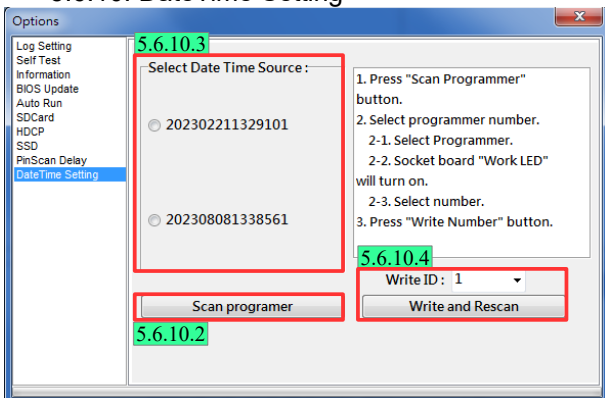 Options
Log Setting
Self Test
Information
BIOS Update
Auto Run
SDCard
HDCP
SSD
PinScan Delay
DateTime Setting
5.6.10.3
Select Date Time Source :
202302211329101
202308081338561
Scan programer
5.6.10.2
1. Press "Scan Programmer"
button.
2. Select programmer number.
2-1. Select Programmer.
2-2. Socket board "Work LED"
will turn on.
2-3. Select number.
3. Press "Write Number" button.
5.6.10.4
Write ID : 1
Write and Rescan